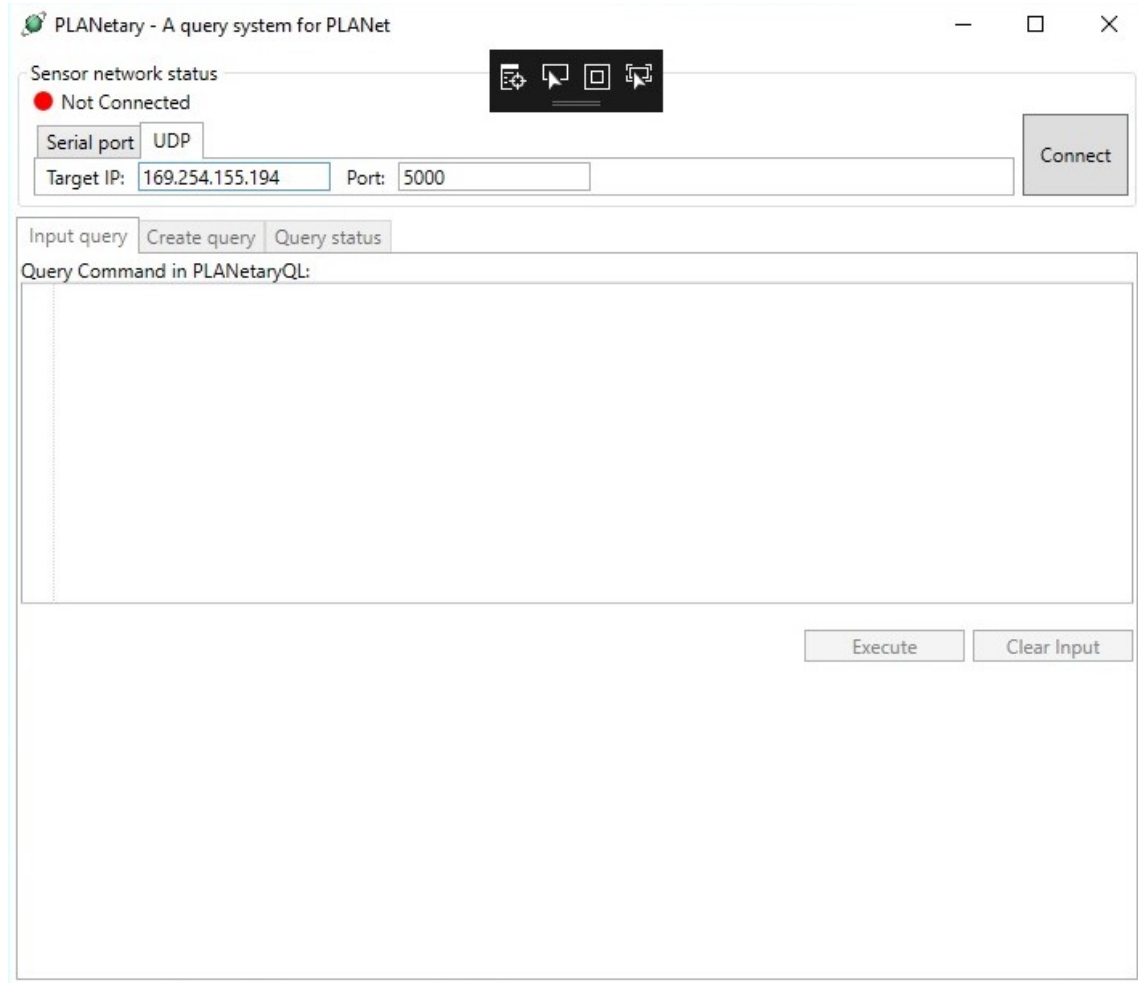 PLANetary - A query system for PLANet
Sensor network status
Not Connected
Serial port UDP
Connect
Target IP: 169.254.155.194 Port: 5000
Input query Create query Query status
Query Command in PLANetaryQL:
Execute Clear Input